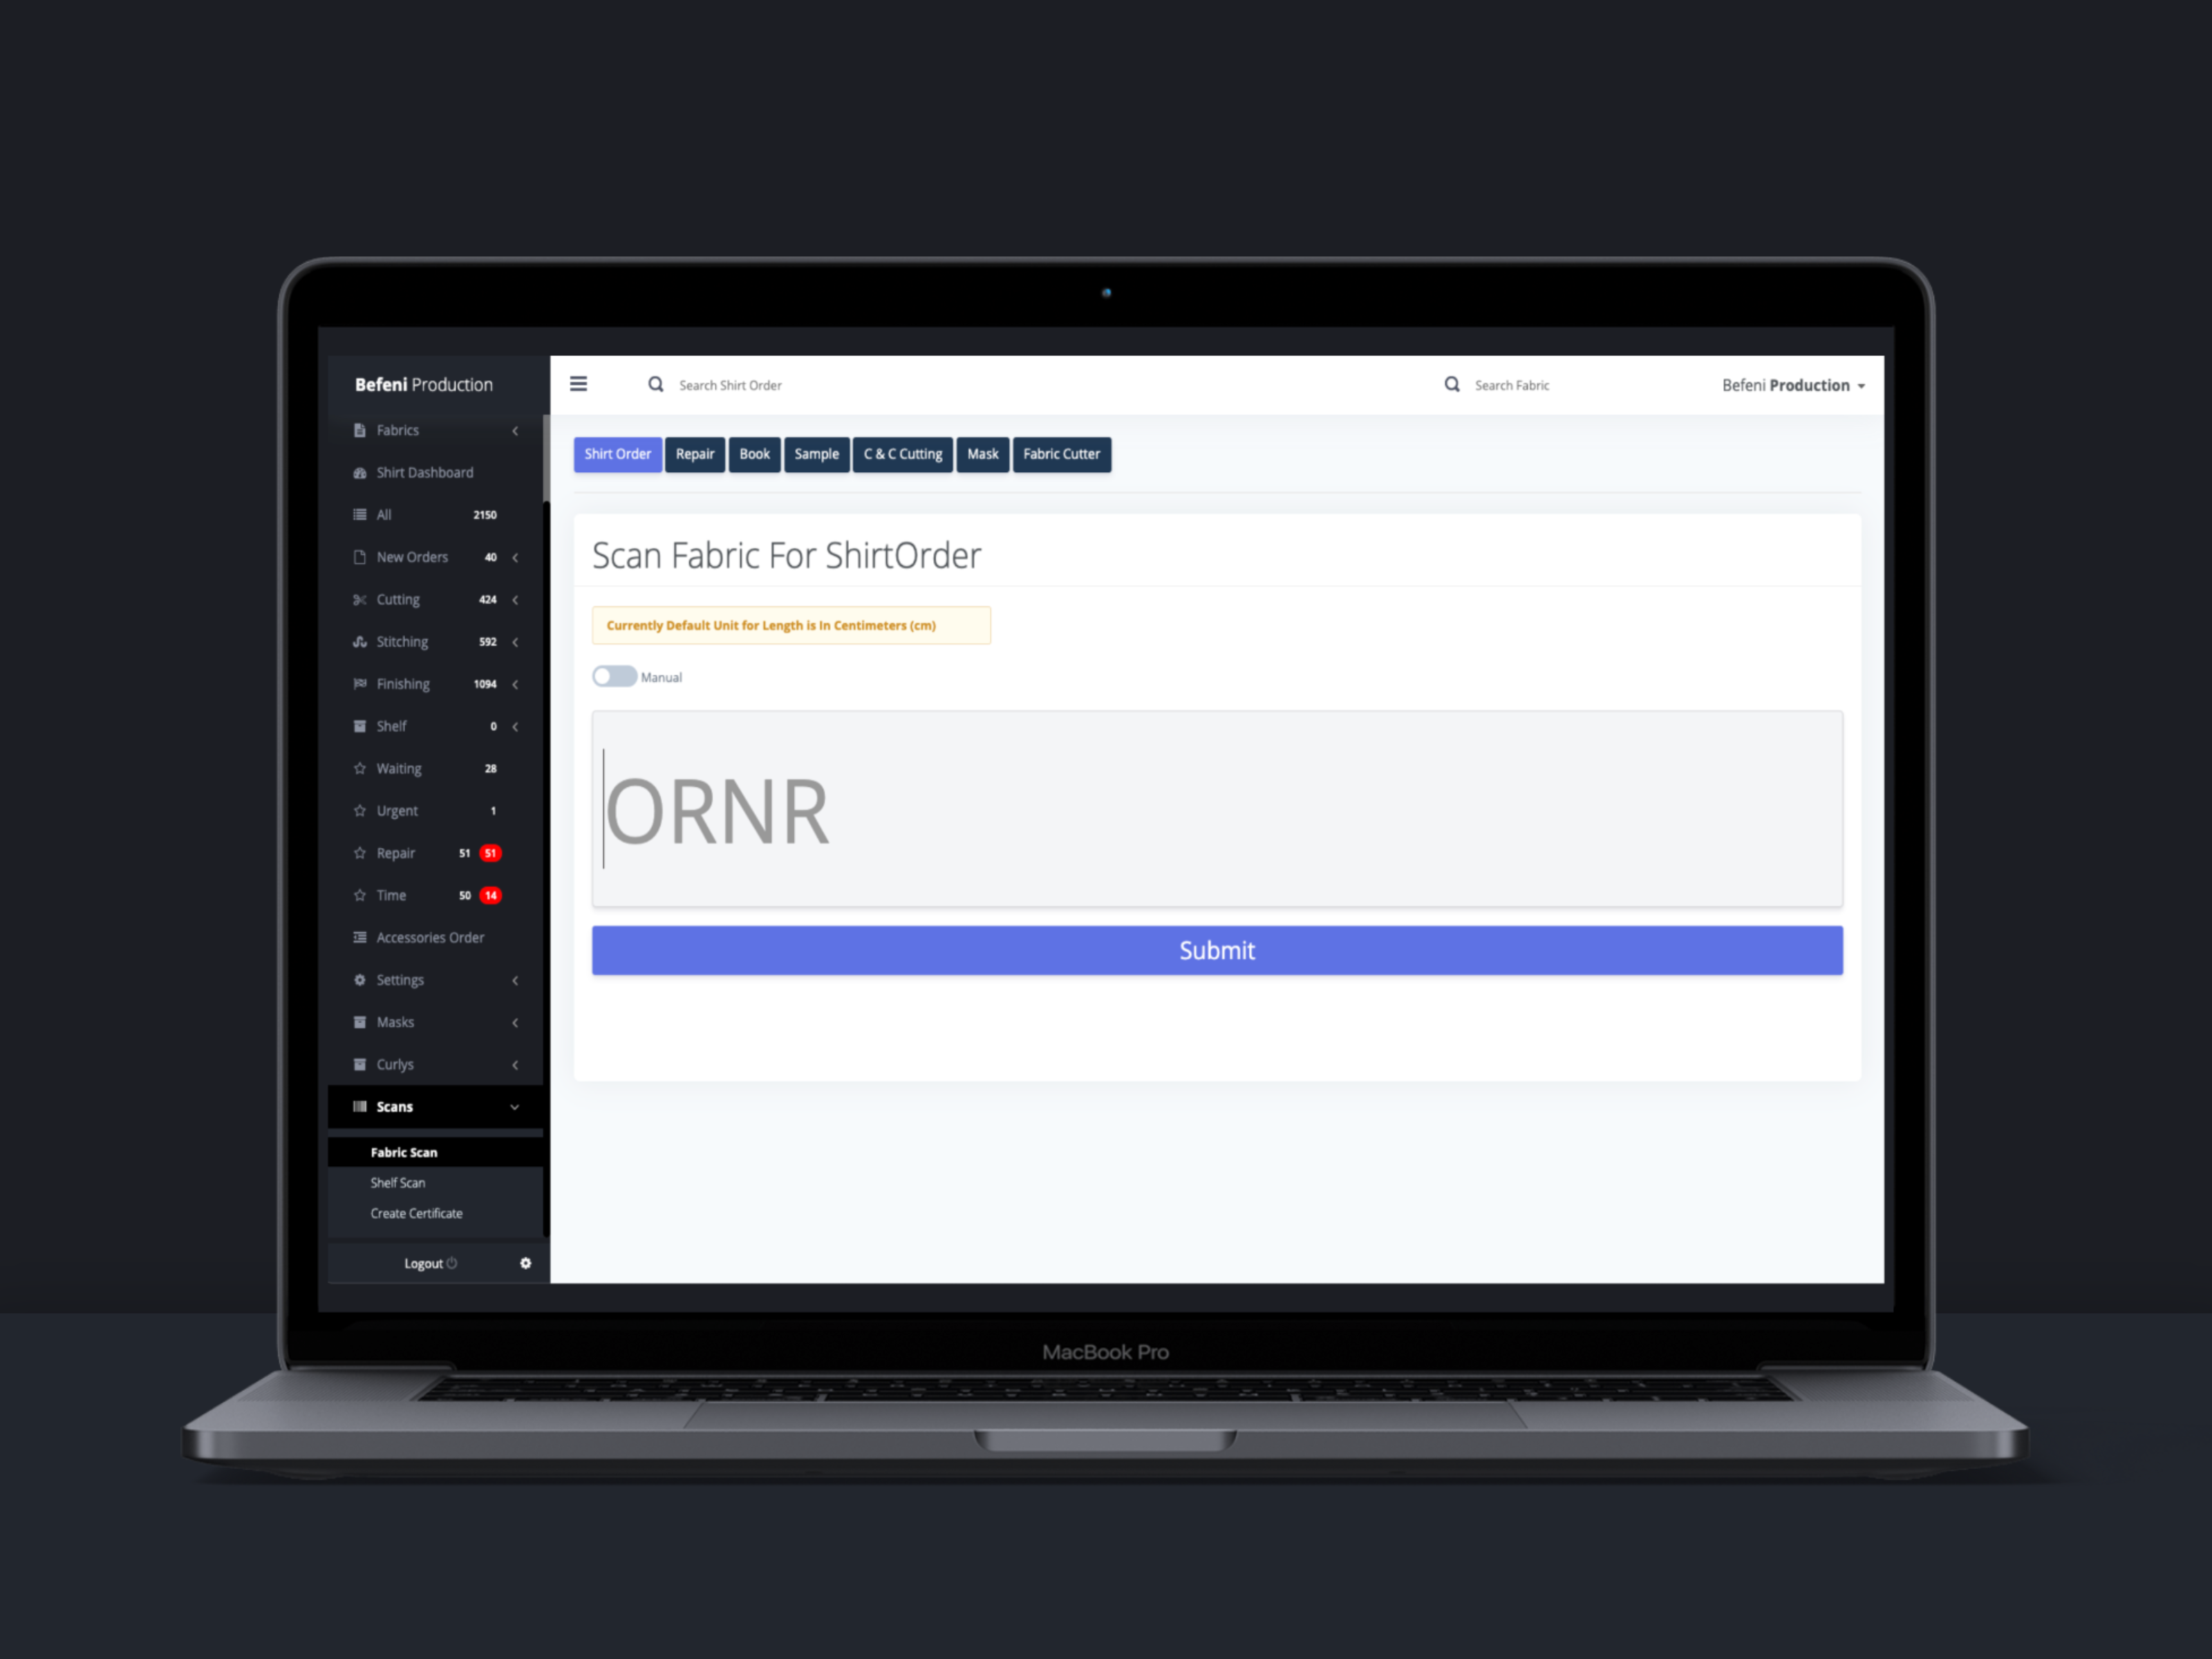 Befeni Production
Search Shirt Order
Search Fabric
Befeni Production
Fabrics
Shirt Dashboard
All 2150
New Orders 40
Cutting 424
Stitching 592
Finishing 1094
Shelf 0
Waiting 28
Urgent 1
Repair 51 51
Time 50 14
Accessories Order
Settings
Masks
Curlys
Scans
Fabric Scan
Shelf Scan
Create Certificate
Logout
Shirt Order Repair Book Sample C & C Cutting Mask Fabric Cutter
Scan Fabric For ShirtOrder
Currently Default Unit for Length is In Centimeters (cm)
Manual
ORNR
Submit
MacBook Pro